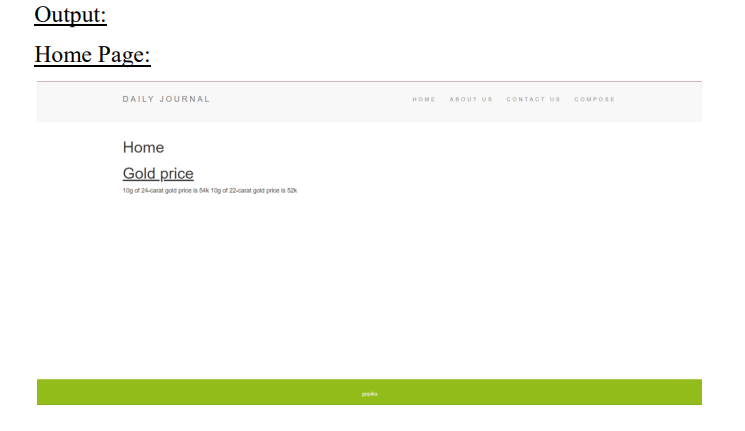 Output:
Home Page:
DAILY JOURNAL HOME ABOUT US CONTACT US COMPOSE
Home
Gold price
10g of 24-carat gold price is 54k 10g of 22-carat gold price is 52k
gopika